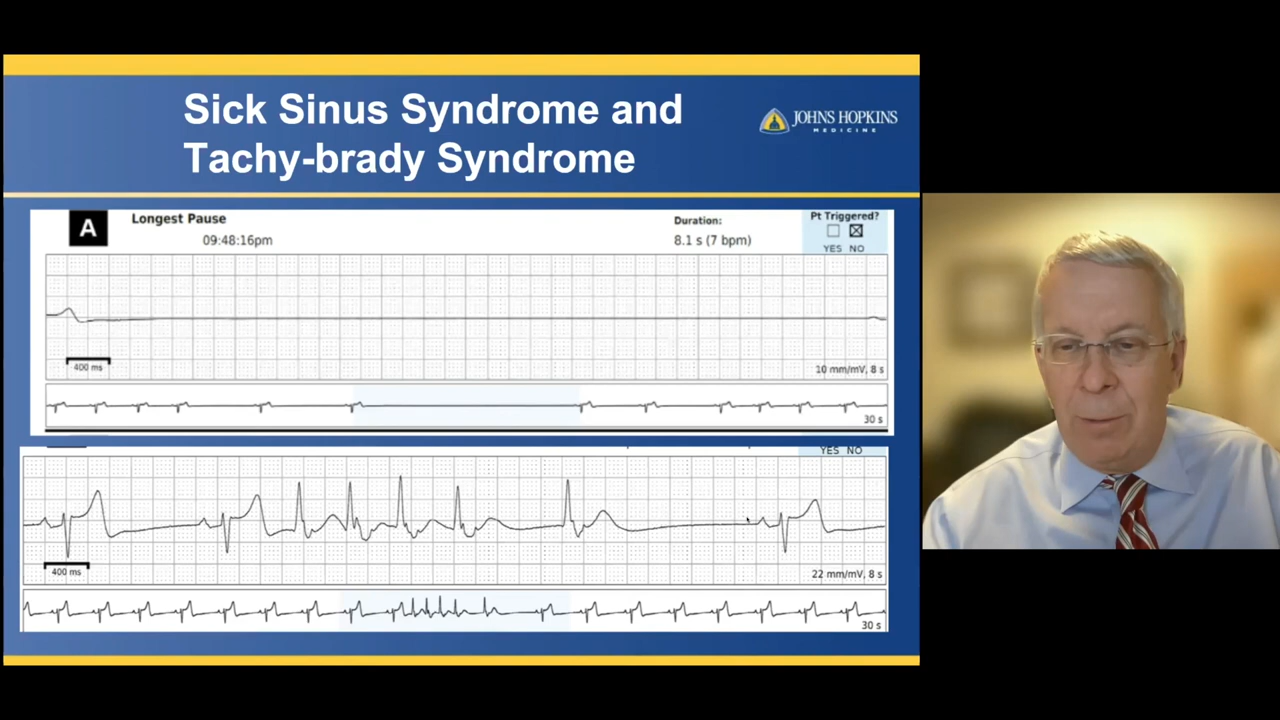 Sick Sinus Syndrome and
Tachy-brady Syndrome
JOHNS HOPKINS
MEDICINE
A
Longest Pause
09:48:16pm
Duration:
8.1 s (7 bpm)
Pt Triggered?
YES NO
400 ms
10 mm/mV, 8 s
30 s
YES NO
400 ms
22 mm/mV, 8 s
30 s